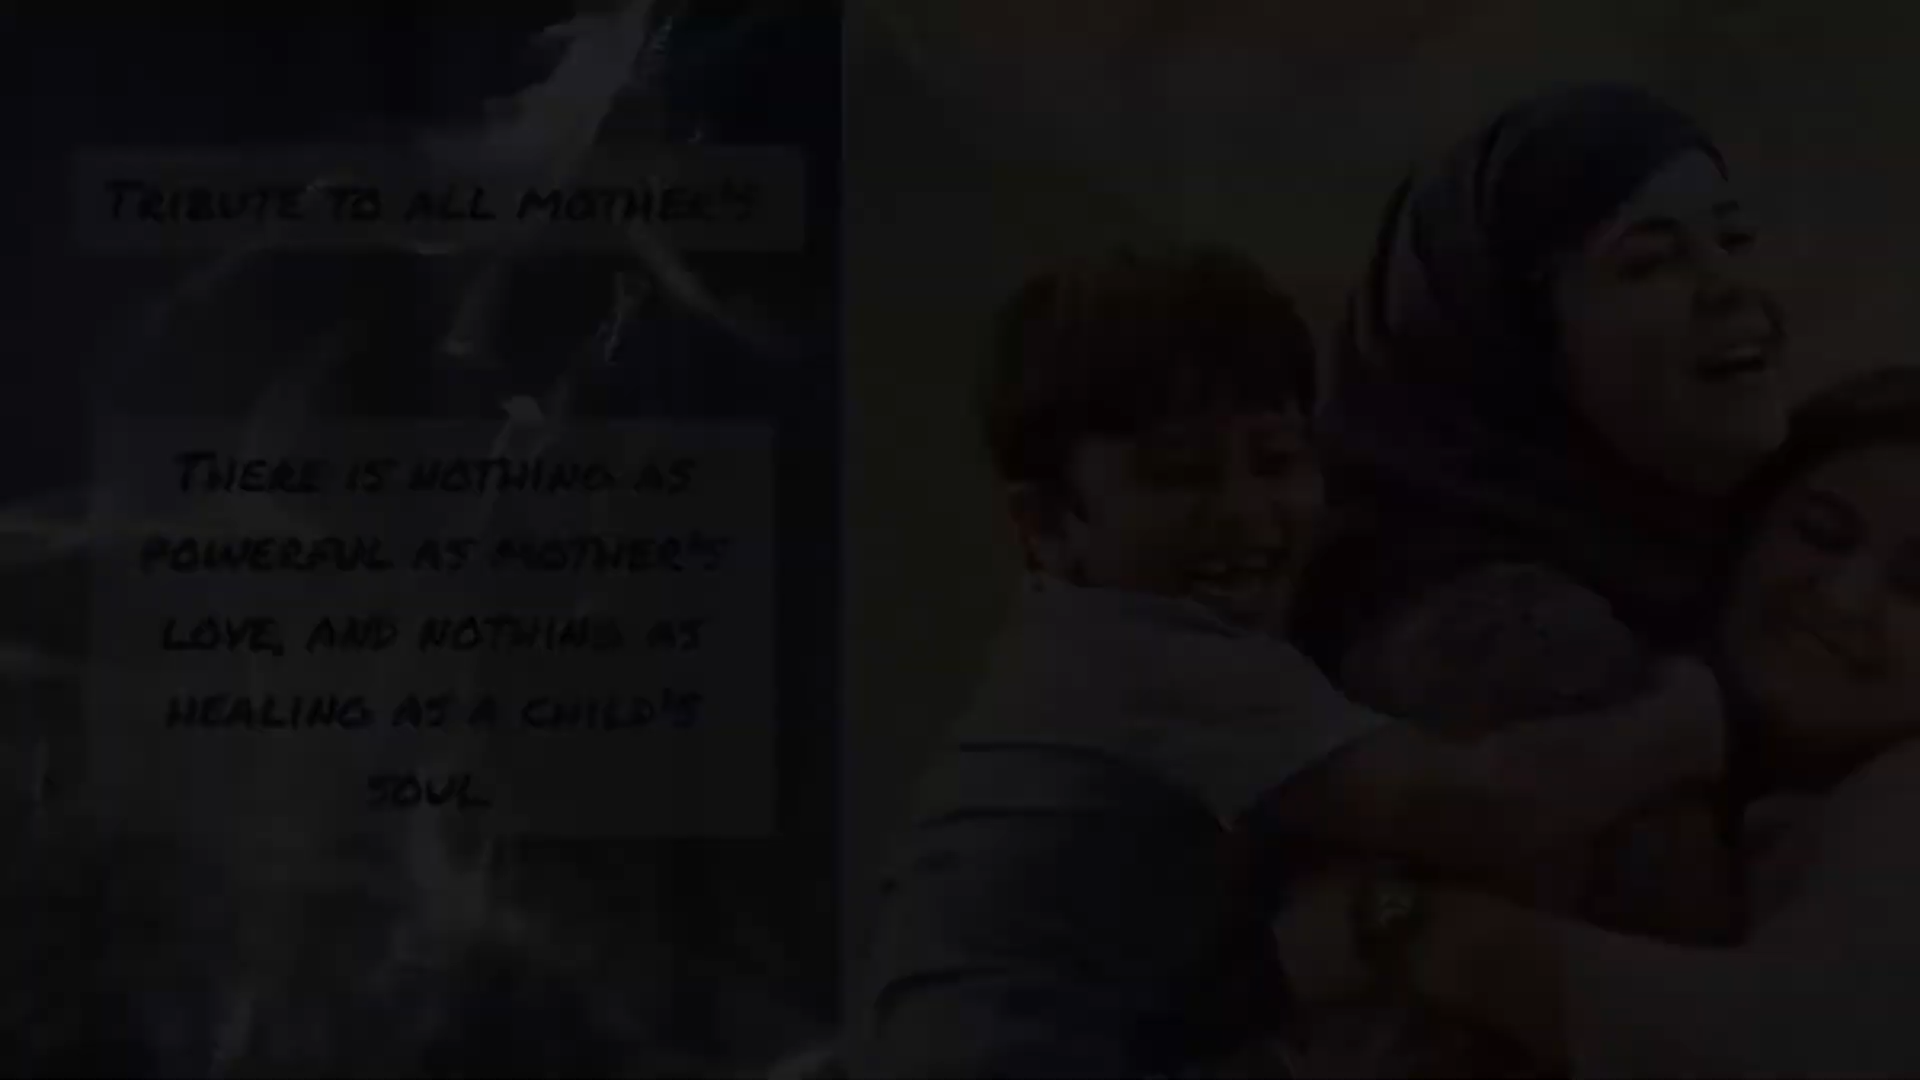 TRIBUTE TO ALL MOTHER'S
THERE IS NOTHING AS
POWERFUL AS MOTHER'S
LOVE, AND NOTHING AS
HEALING AS A CHILD'S
SOUL